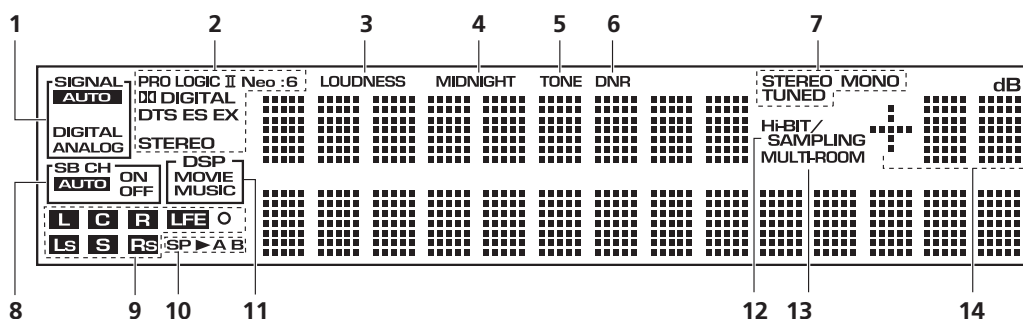 1 2 3 4 5 6 7
SIGNAL
AUTO
DIGITAL
ANALOG
PRO LOGIC II Neo :6
DD DIGITAL
DTS ES EX
STEREO
LOUDNESS MIDNIGHT TONE DNR
STEREO MONO
TUNED
dB
Hi-BIT/
SAMPLING
MULTI-ROOM
SB CH
AUTO ON
OFF
DSP
MOVIE
MUSIC
L C R LFE
LS S RS SP►A B
8 9 10 11 12 13 14